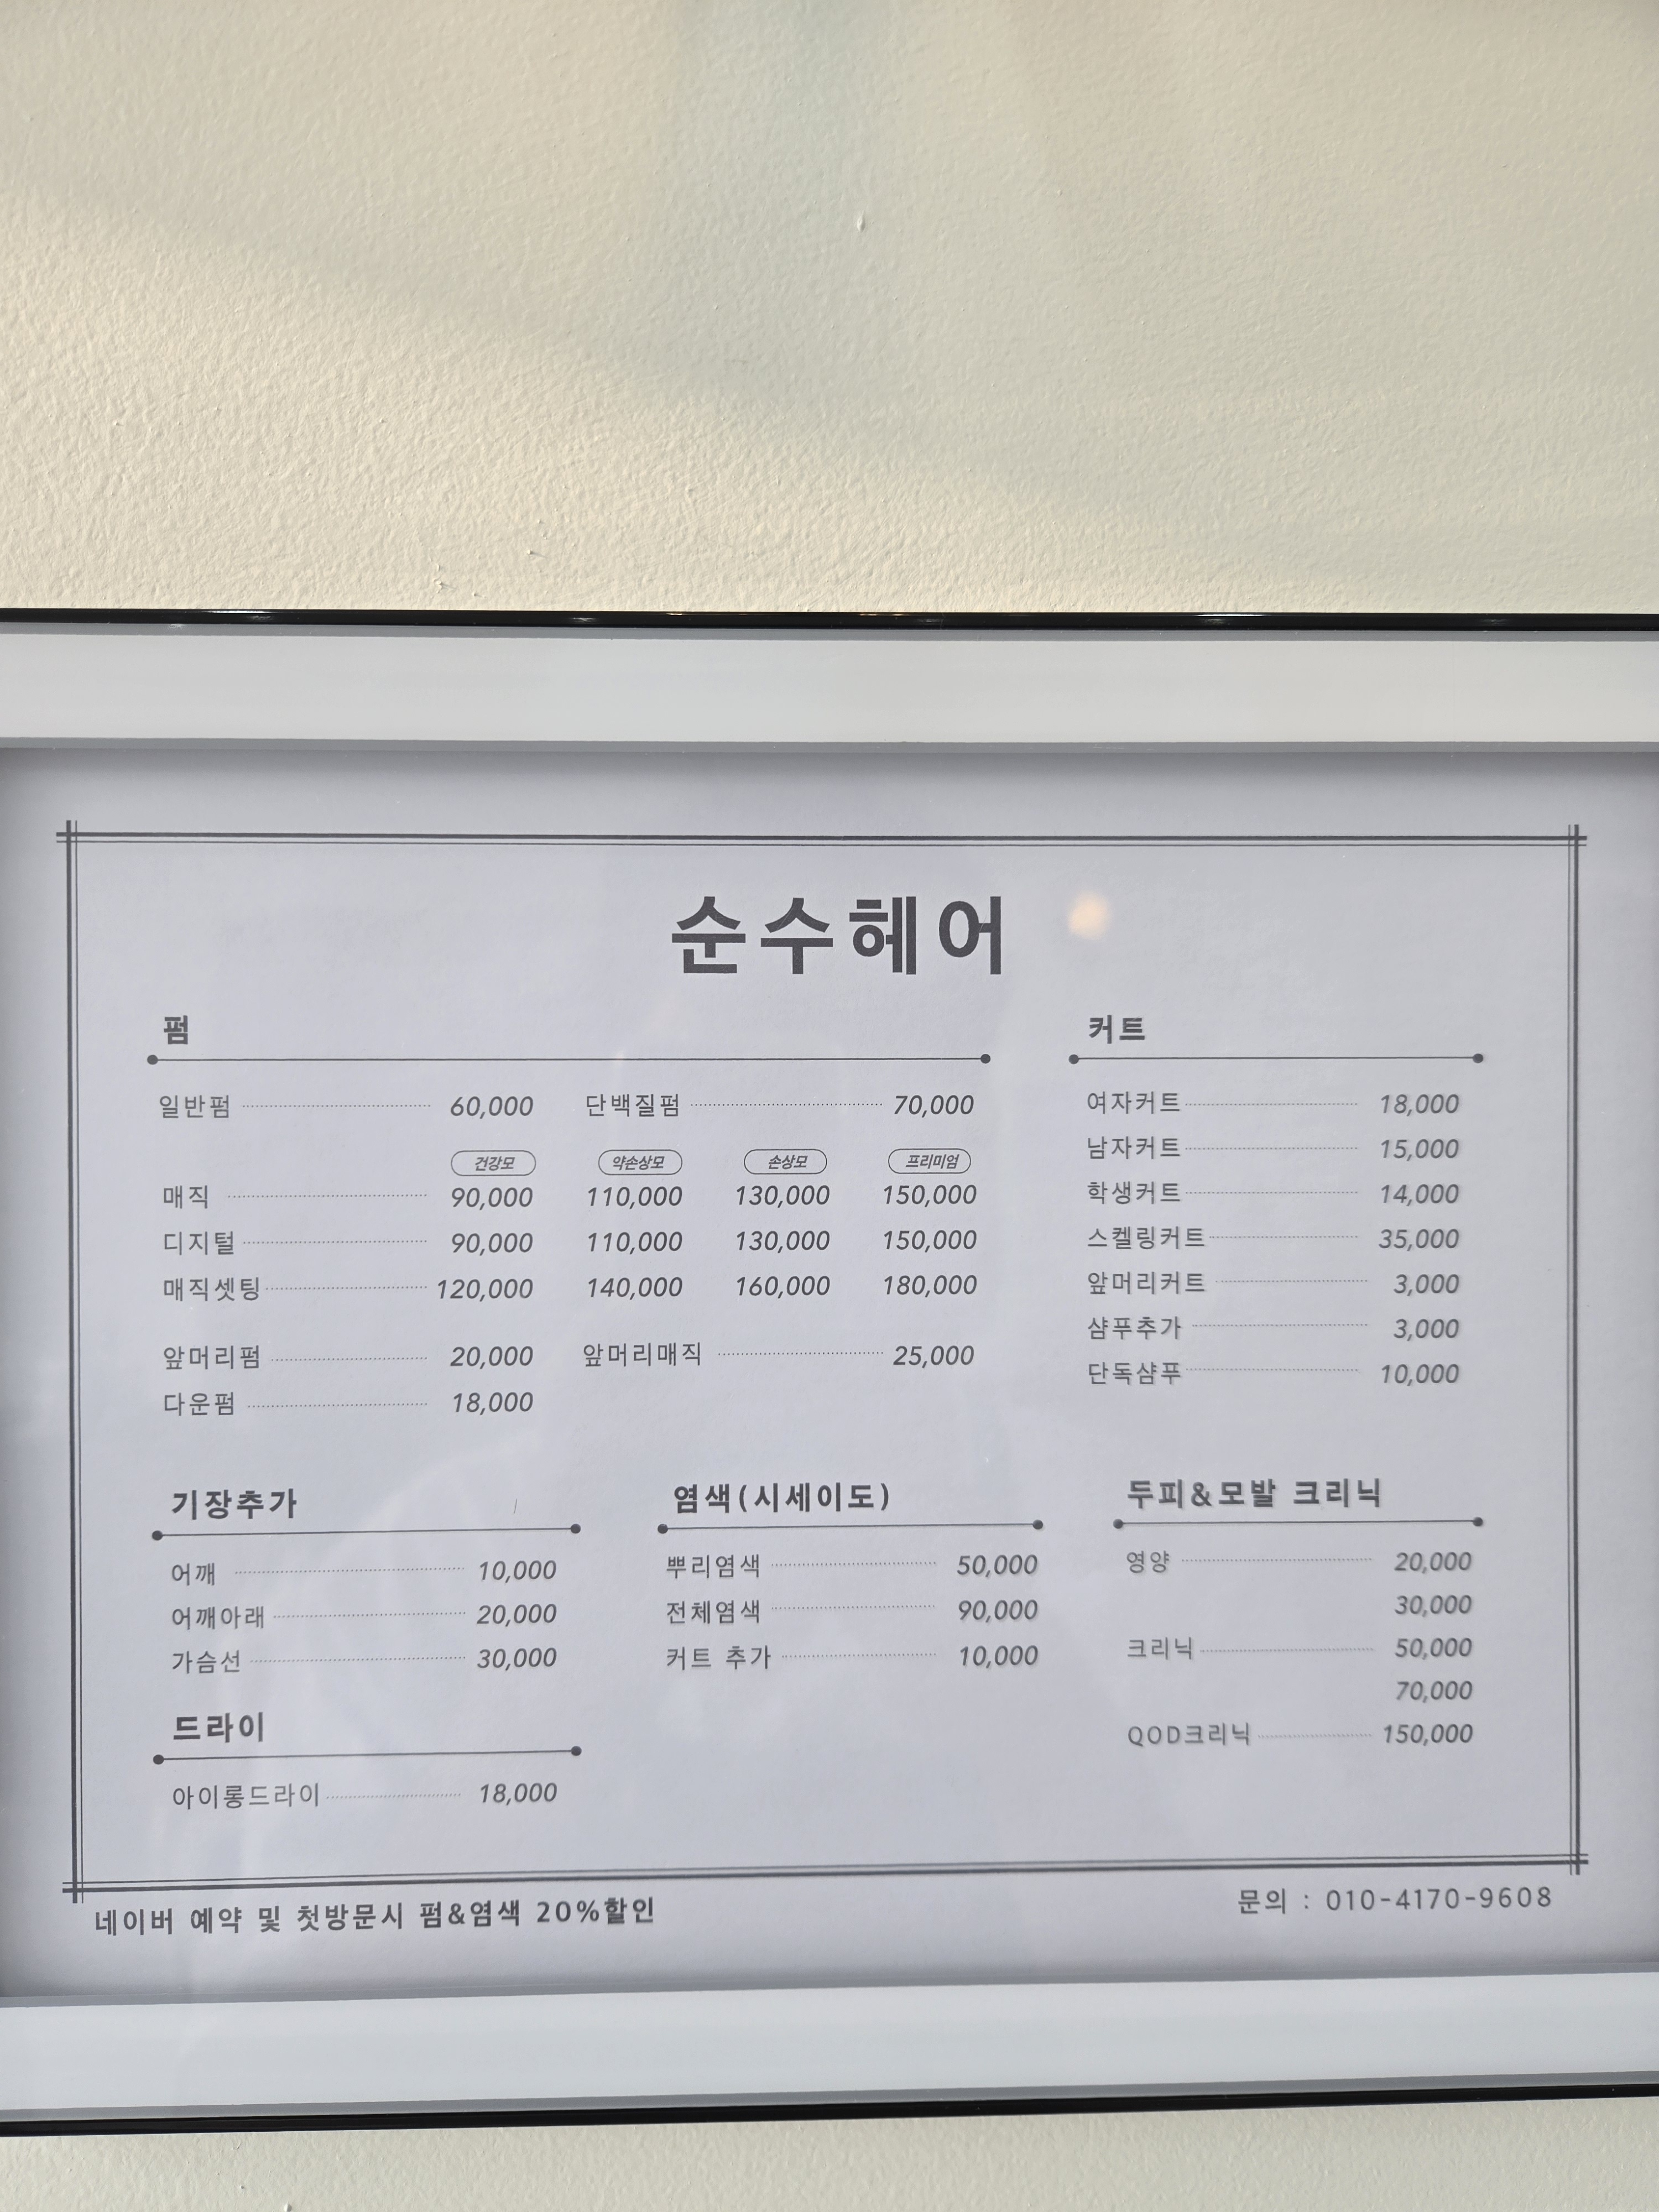 순수헤어
펌
일반펌 60,000 단백질펌 70,000
건강모 약손상모 손상모 프리미엄
매직 90,000 110,000 130,000 150,000
디지털 90,000 110,000 130,000 150,000
매직셋팅 120,000 140,000 160,000 180,000
앞머리펌 20,000 앞머리매직 25,000
다운펌 18,000
커트
여자커트 18,000
남자커트 15,000
학생커트 14,000
스켈링커트 35,000
앞머리커트 3,000
샴푸추가 3,000
단독샴푸 10,000
기장추가
어깨 10,000
어깨아래 20,000
가슴선 30,000
드라이
아이롱드라이 18,000
염색(시세이도)
뿌리염색 50,000
전체염색 90,000
커트 추가 10,000
두피&모발 크리닉
영양 20,000
30,000
크리닉 50,000
70,000
QOD크리닉 150,000
네이버 예약 및 첫방문시 펌&염색 20%할인
문의 : 010-4170-9608